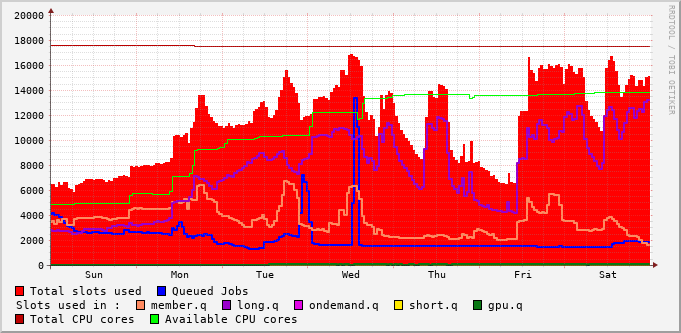 20000
18000
16000
14000
12000
10000
8000
6000
4000
2000
0
Sun Mon Tue Wed Thu Fri Sat
RRDTOOL / TOBI OETIKER
Total slots used Queued Jobs
Slots used in : member.q long.q ondemand.q short.q gpu.q
Total CPU cores Available CPU cores